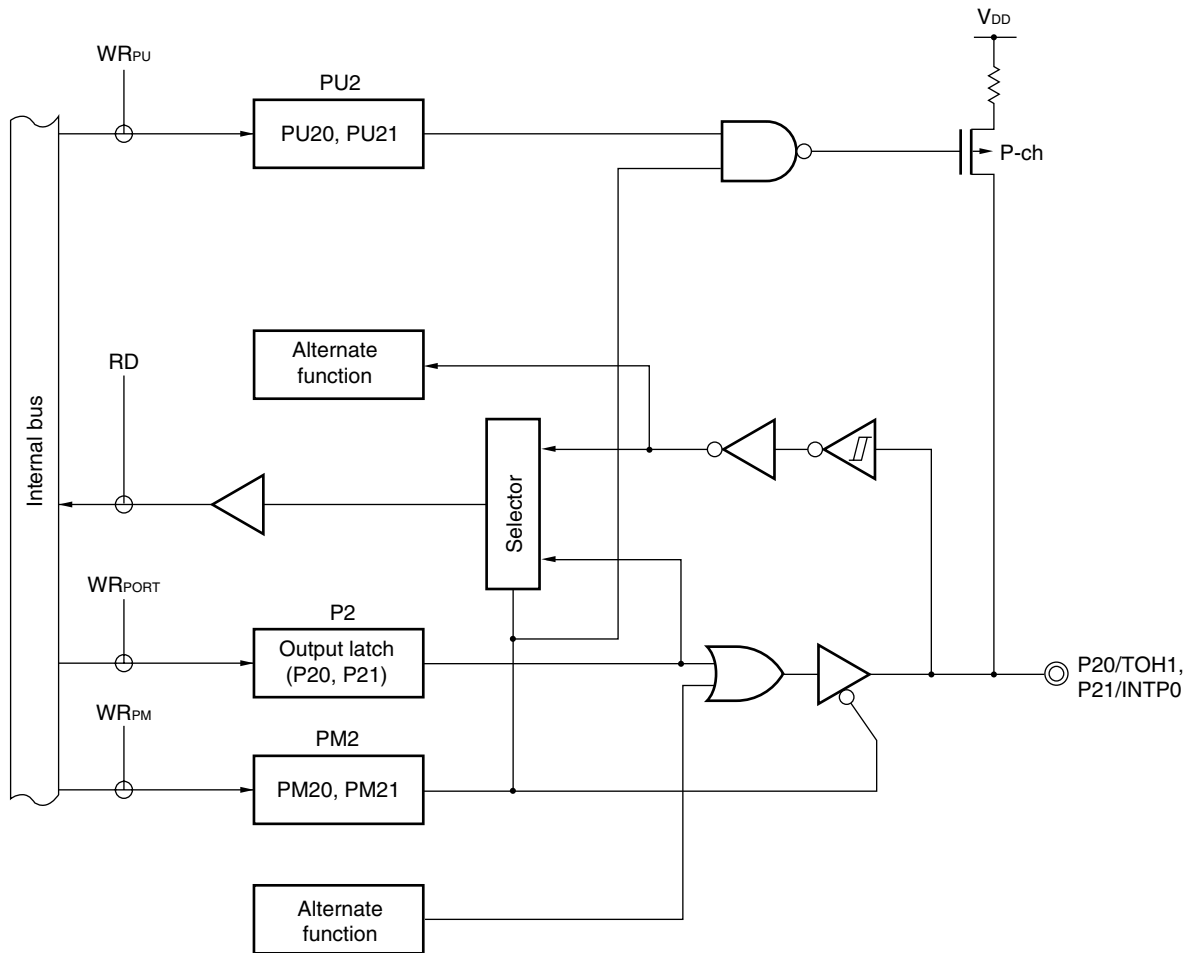 VDD
WRPU
PU2
PU20, PU21
P-ch
Alternate
function
RD
Internal bus
Selector
WRPORT
P2
Output latch
(P20, P21)
P20/TOH1,
P21/INTP0
WRPM
PM2
PM20, PM21
Alternate
function